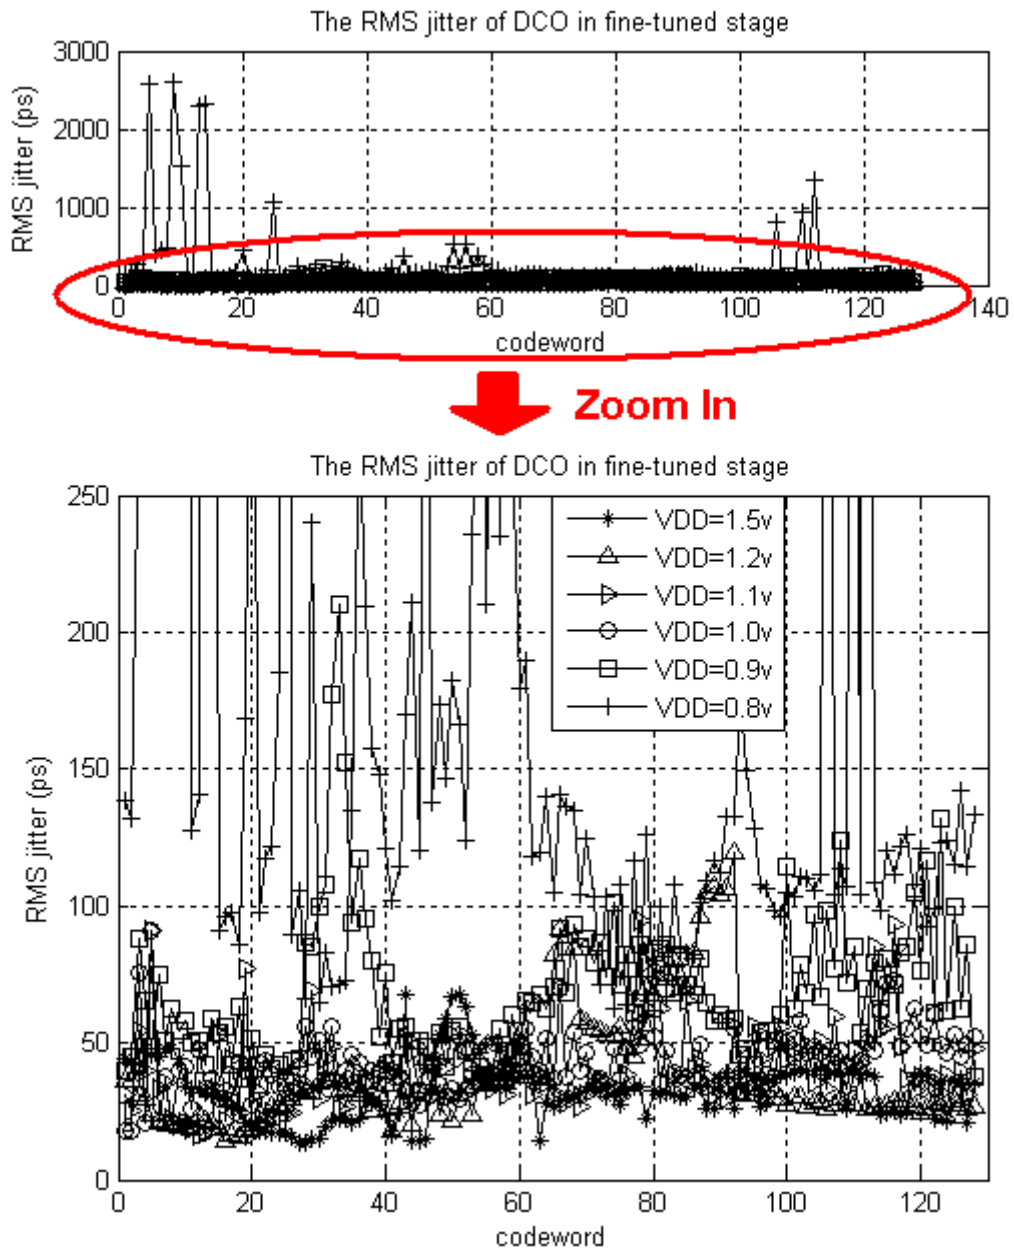 The RMS jitter of DCO in fine-tuned stage
3000
2000
1000
0
RMS jitter (ps)
0 20 40 60 80 100 120 140
codeword
Zoom In
The RMS jitter of DCO in fine-tuned stage
250
200
150
100
50
0
RMS jitter (ps)
VDD=1.5v
VDD=1.2v
VDD=1.1v
VDD=1.0v
VDD=0.9v
VDD=0.8v
0 20 40 60 80 100 120
codeword